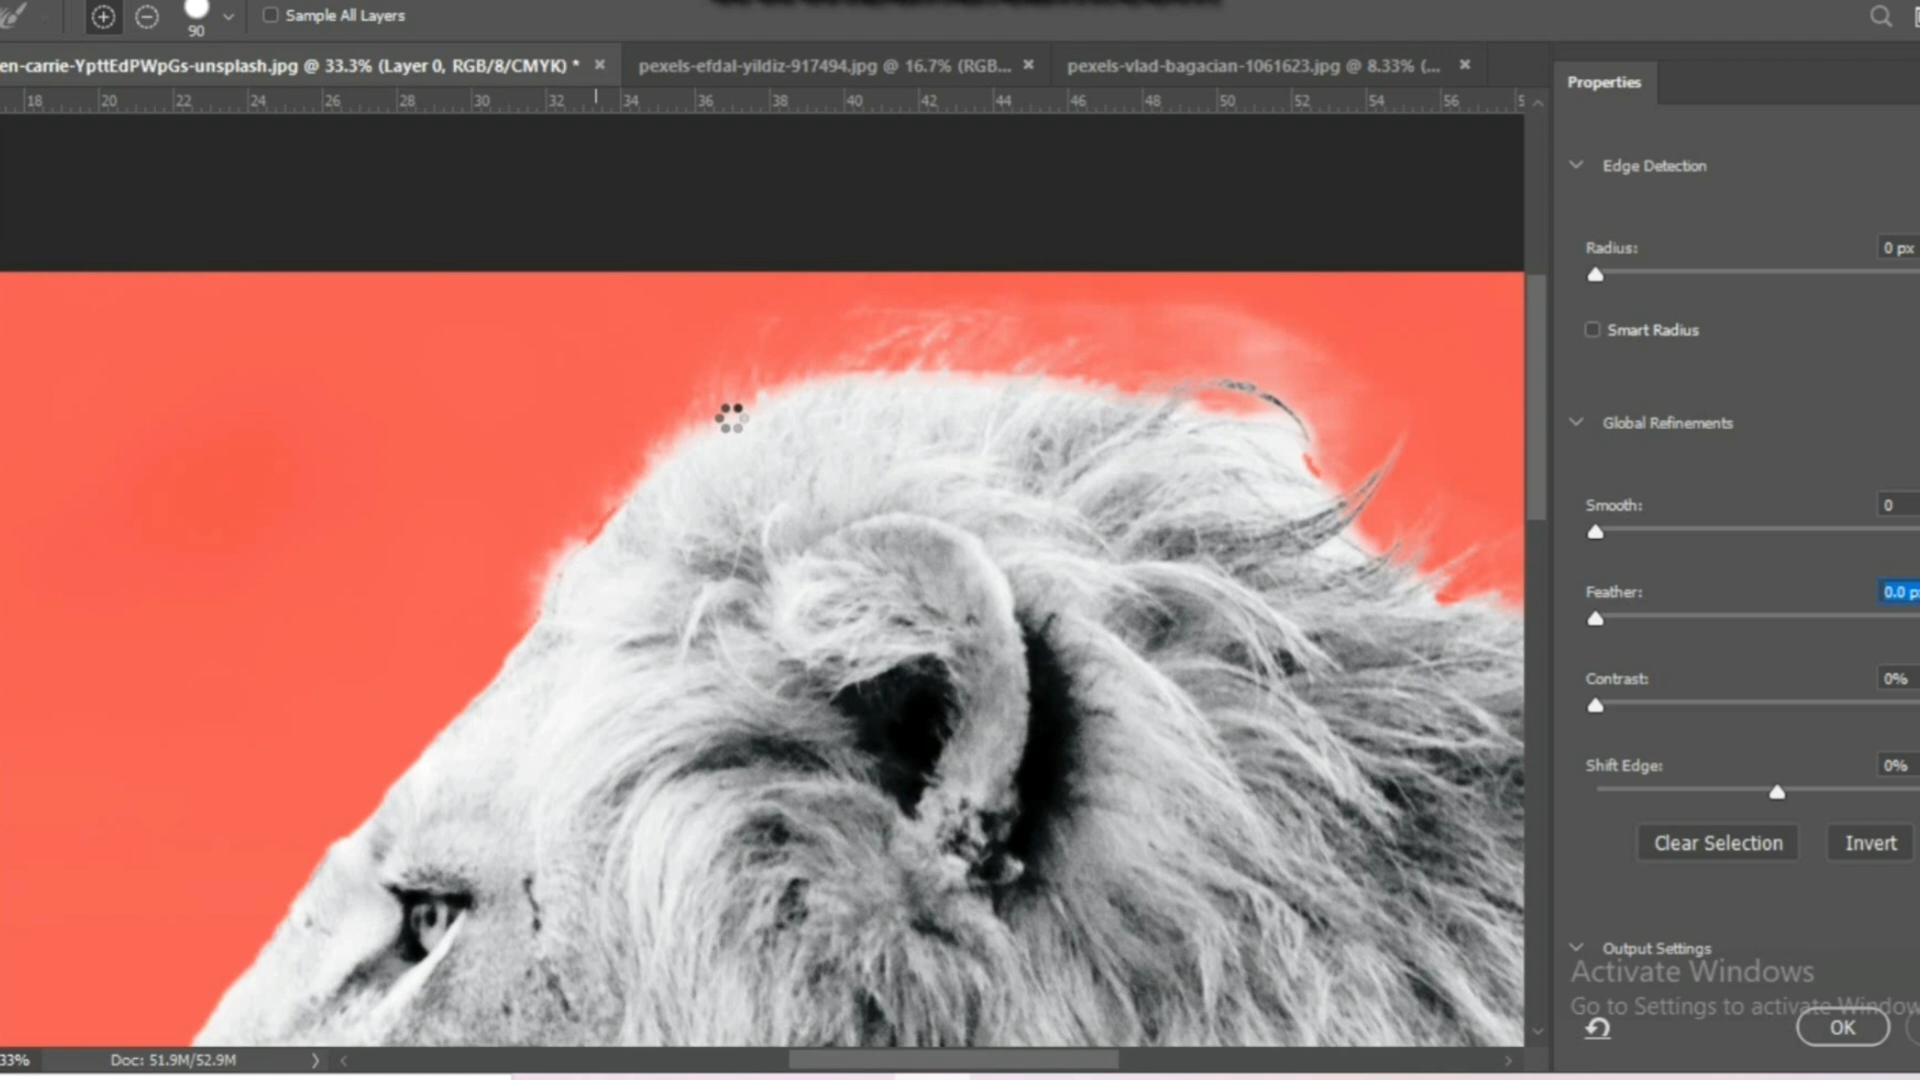 Sample All Layers
90
en-carrie-YpttEdPWpGs-unsplash.jpg @ 33.3% (Layer 0, RGB/8/CMYK) *
pexels-efdal-yildiz-917494.jpg @ 16.7% (RGB...
pexels-vlad-bagacian-1061623.jpg @ 8.33% (...
18 20 22 24 26 28 30 32 34 36 38 40 42 44 46 48 50 52 54 56 5
Properties
Edge Detection
Radius: 0 px
Smart Radius
Global Refinements
Smooth: 0
Feather: 0.0 p
Contrast: 0%
Shift Edge: 0%
Clear Selection Invert
Output Settings
Activate Windows
Go to Settings to activate Window
OK
33% Doc: 51.9M/52.9M